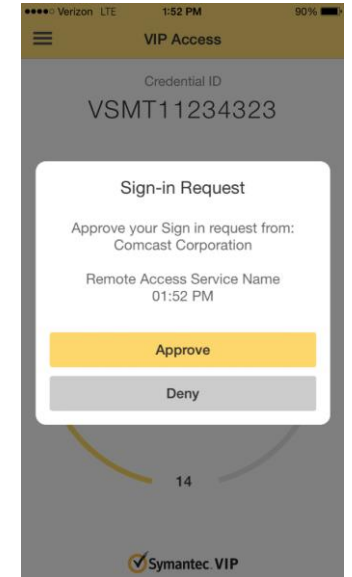 Verizon LTE 1:52 PM 90%
VIP Access
Credential ID
VSMT11234323
Sign-in Request
Approve your Sign in request from:
Comcast Corporation
Remote Access Service Name
01:52 PM
Approve
Deny
14
Symantec. VIP